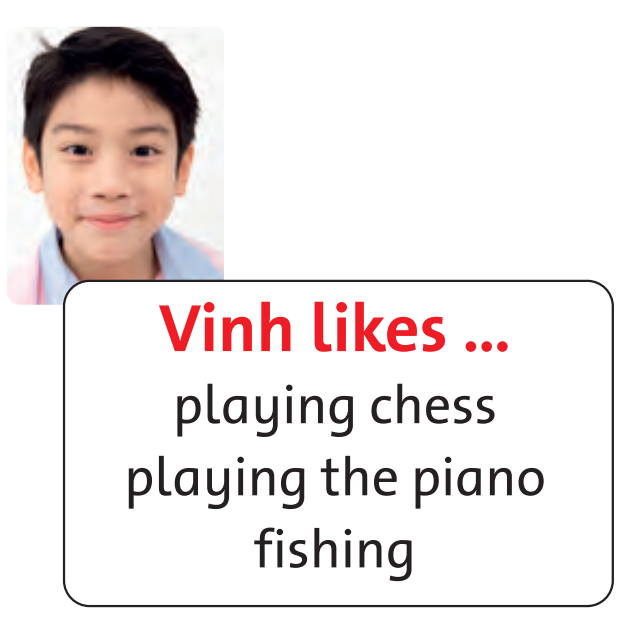 Vinh likes ...
playing chess
playing the piano
fishing